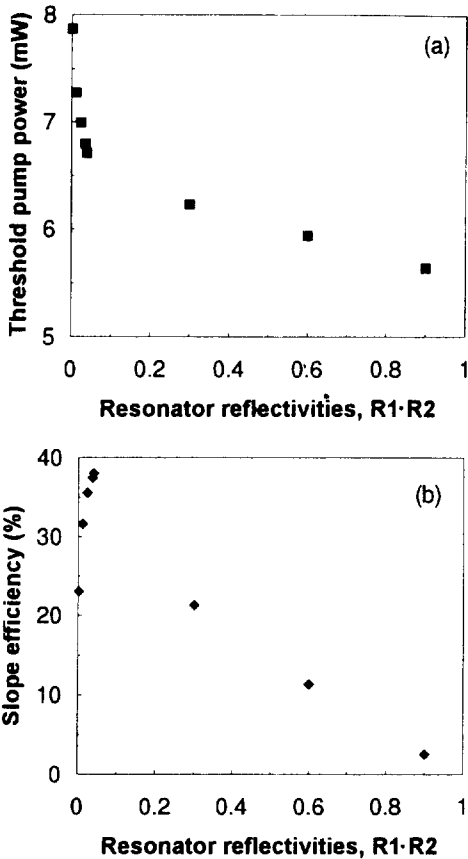 Threshold pump power (mW)
8
7
6
5
(a)
0 0.2 0.4 0.6 0.8 1
Resonator reflectivities, R1·R2
Slope efficiency (%)
40
30
20
10
0
(b)
0 0.2 0.4 0.6 0.8 1
Resonator reflectivities, R1·R2